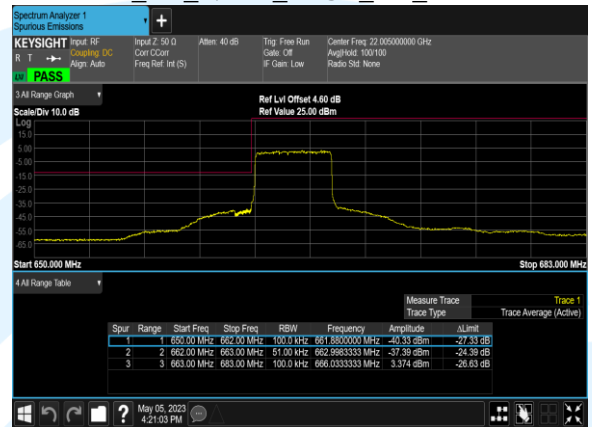 Spectrum Analyzer 1
Spurious Emissions
+
KEYSIGHT Input: RF Input Z: 50 Ω Atten: 40 dB Trig: Free Run Center Freq: 22.005000000 GHz
R T Coupling: DC Corr CCorr Gate: Off Avg|Hold: 100/100
Align: Auto Freq Ref: Int (S) IF Gain: Low Radio Std: None
LV PASS
3 All Range Graph
Ref Lvl Offset 4.60 dB
Scale/Div 10.0 dB Ref Value 25.00 dBm
Log
15.0
5.00
-5.00
-15.0
-25.0
-35.0
-45.0
-55.0
-65.0
Start 650.000 MHz Stop 683.000 MHz
4 All Range Table
Measure Trace Trace 1
Trace Type Trace Average (Active)
Spur Range Start Freq Stop Freq RBW Frequency Amplitude ΔLimit
1 1 650.00 MHz 662.00 MHz 100.0 kHz 661.8800000 MHz -40.33 dBm -27.33 dB
2 2 662.00 MHz 663.00 MHz 51.00 kHz 662.9983333 MHz -37.39 dBm -24.39 dB
3 3 663.00 MHz 683.00 MHz 100.0 kHz 666.0333333 MHz 3.374 dBm -26.63 dB
? May 05, 2023
4:21:03 PM